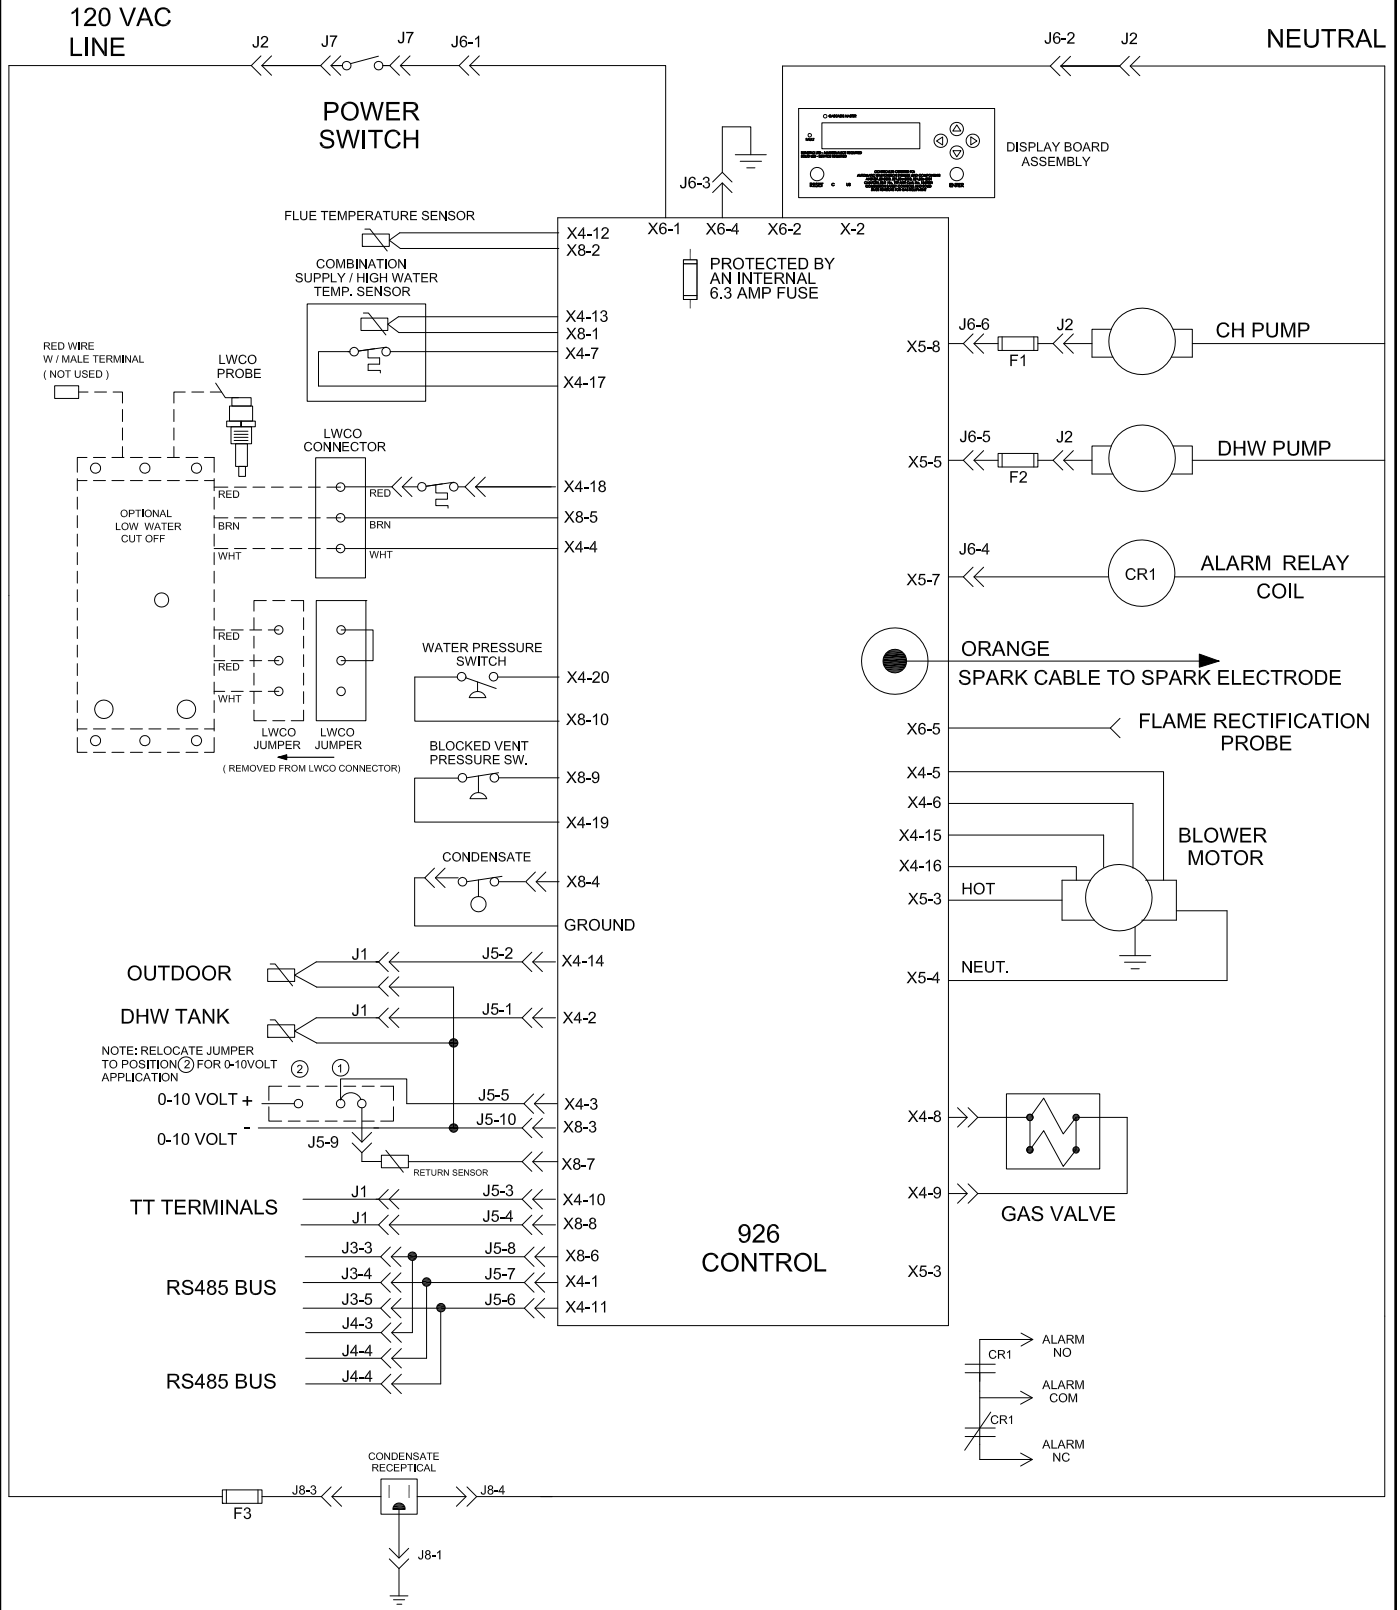 120 VAC
LINE
J2
J7
J7
J6-1
J6-2
J2
NEUTRAL
POWER
SWITCH
DISPLAY BOARD
ASSEMBLY
RESET
ENTER
J6-3
FLUE TEMPERATURE SENSOR
X4-12
X8-2
X6-1
X6-4
X6-2
X-2
PROTECTED BY
AN INTERNAL
6.3 AMP FUSE
COMBINATION
SUPPLY / HIGH WATER
TEMP. SENSOR
X4-13
X8-1
X4-7
X4-17
RED WIRE
W / MALE TERMINAL
( NOT USED )
LWCO
PROBE
X5-8
J6-6
F1
J2
CH PUMP
LWCO
CONNECTOR
X5-5
J6-5
F2
J2
DHW PUMP
OPTIONAL
LOW WATER
CUT OFF
RED
BRN
WHT
RED
BRN
WHT
X4-18
X8-5
X4-4
X5-7
J6-4
CR1
ALARM RELAY
COIL
RED
RED
WHT
LWCO
JUMPER
LWCO
JUMPER
( REMOVED FROM LWCO CONNECTOR)
WATER PRESSURE
SWITCH
X4-20
X8-10
ORANGE
SPARK CABLE TO SPARK ELECTRODE
X6-5
FLAME RECTIFICATION
PROBE
BLOCKED VENT
PRESSURE SW.
X8-9
X4-19
X4-5
X4-6
X4-15
X4-16
X5-3
HOT
BLOWER
MOTOR
CONDENSATE
X8-4
GROUND
X5-4
NEUT.
OUTDOOR
J1
J5-2
X4-14
DHW TANK
J1
J5-1
X4-2
NOTE: RELOCATE JUMPER
TO POSITION 2 FOR 0-10VOLT
APPLICATION
2
1
0-10 VOLT +
J5-5
X4-3
0-10 VOLT -
J5-10
X8-3
J5-9
RETURN SENSOR
X8-7
X4-8
X4-9
GAS VALVE
TT TERMINALS
J1
J5-3
X4-10
J1
J5-4
X8-8
926
CONTROL
X5-3
RS485 BUS
J3-3
J5-8
X8-6
J3-4
J5-7
X4-1
J3-5
J5-6
X4-11
J4-3
J4-4
RS485 BUS
J4-4
CR1
ALARM
NO
ALARM
COM
CR1
ALARM
NC
CONDENSATE
RECEPTICAL
F3
J8-3
J8-4
J8-1